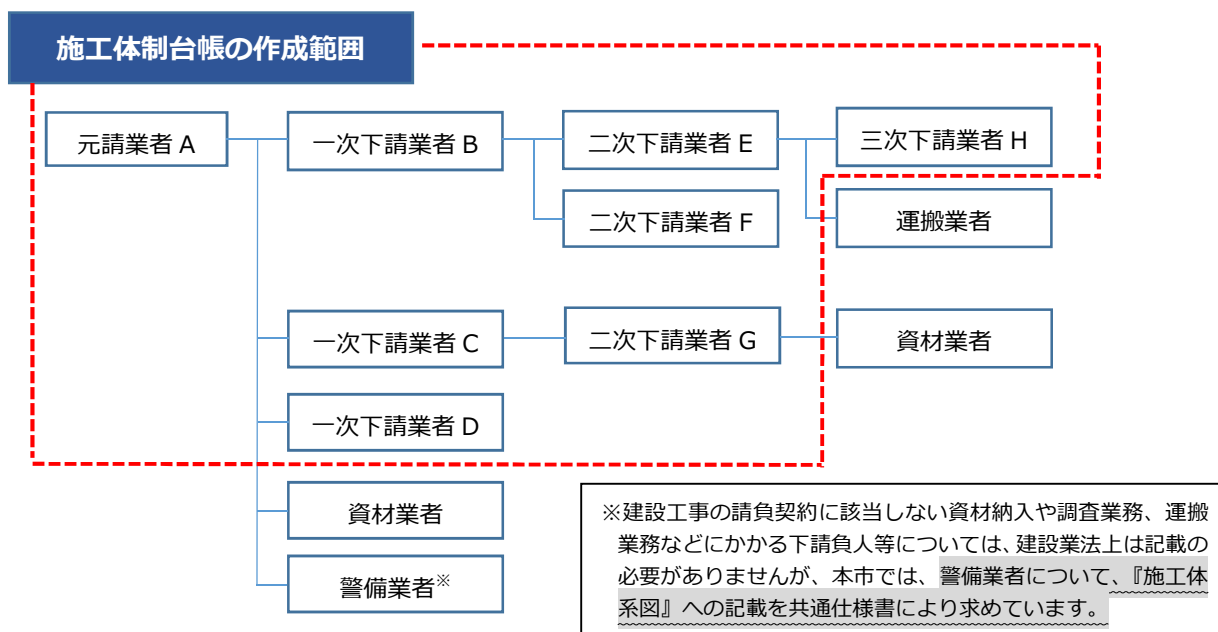 施工体制台帳の作成範囲
元請業者 A
一次下請業者 B
二次下請業者 E
三次下請業者 H
二次下請業者 F
運搬業者
一次下請業者 C
二次下請業者 G
資材業者
一次下請業者 D
資材業者
警備業者※
※建設工事の請負契約に該当しない資材納入や調査業務、運搬
業務などにかかる下請負人等については、建設業法上は記載の
必要がありませんが、本市では、警備業者について、『施工体
系図』への記載を共通仕様書により求めています。